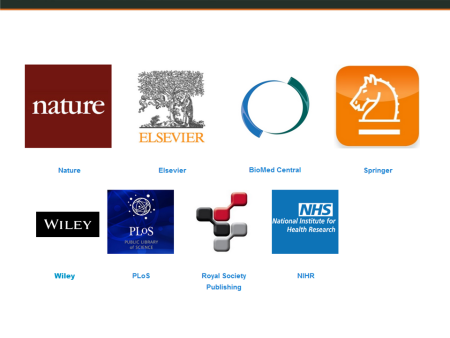 nature
ELSEVIER
Nature
Elsevier
BioMed Central
Springer
WILEY
PLoS
PUBLIC LIBRARY
of SCIENCE
NHS
National Institute for
Health Research
Wiley
PLoS
Royal Society
Publishing
NIHR